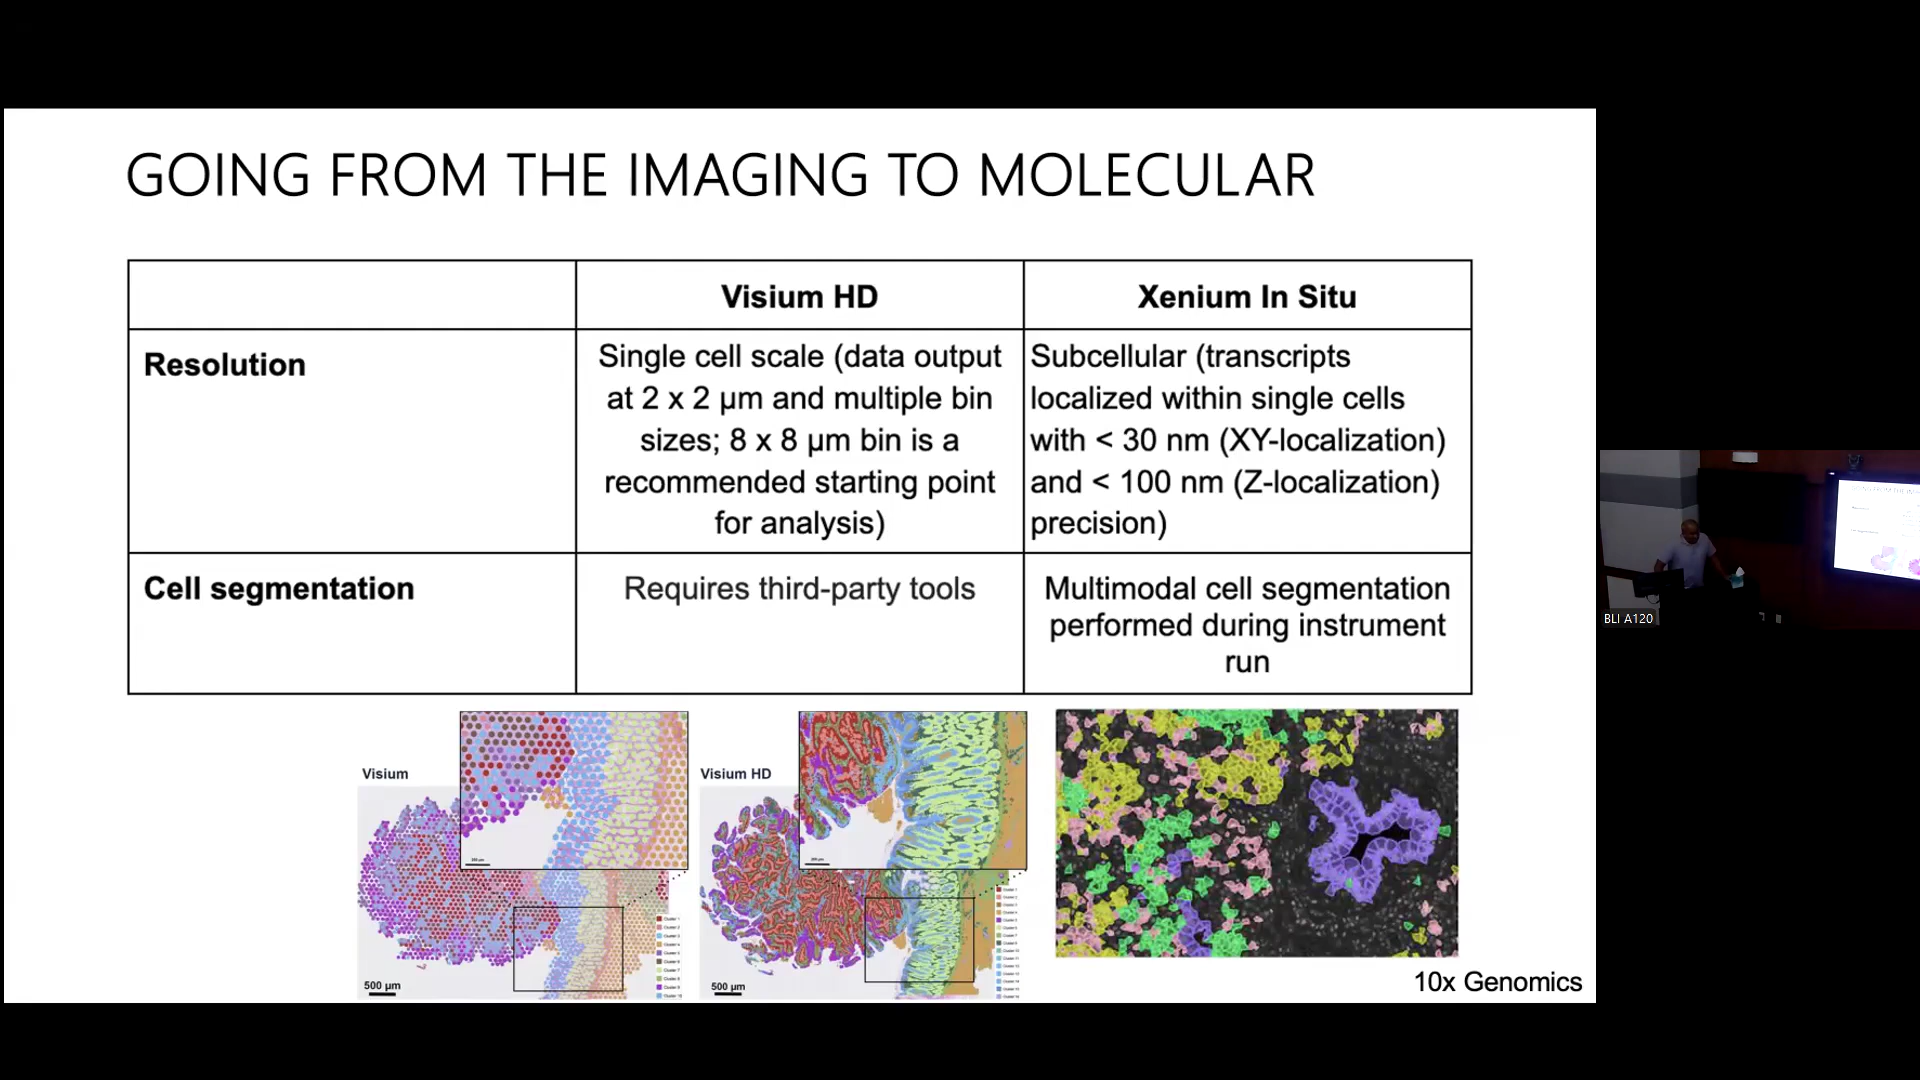 GOING FROM THE IMAGING TO MOLECULAR
Visium HD
Xenium In Situ
Resolution
Single cell scale (data output
at 2 x 2 µm and multiple bin
sizes; 8 x 8 µm bin is a
recommended starting point
for analysis)
Subcellular (transcripts
localized within single cells
with < 30 nm (XY-localization)
and < 100 nm (Z-localization)
precision)
Cell segmentation
Requires third-party tools
Multimodal cell segmentation
performed during instrument
run
Visium
500 µm
Visium HD
500 µm
10x Genomics
BLI A120